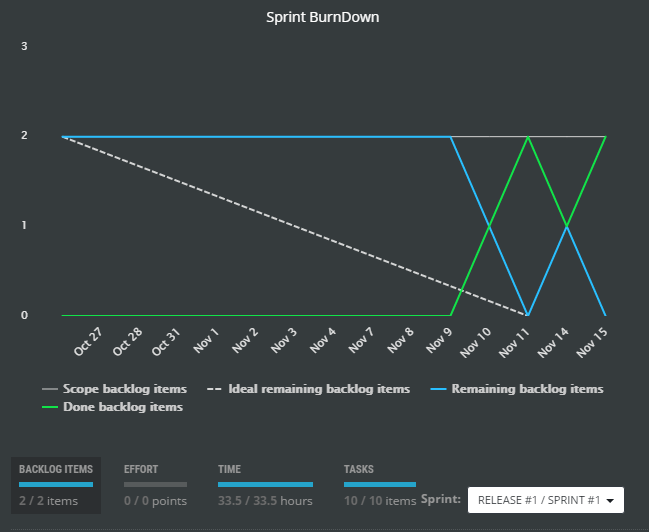 Sprint BurnDown
3
2
1
0
Oct 27 Oct 28 Oct 31 Nov 1 Nov 2 Nov 3 Nov 4 Nov 7 Nov 8 Nov 9 Nov 10 Nov 11 Nov 14 Nov 15
Scope backlog items Ideal remaining backlog items Remaining backlog items
Done backlog items
BACKLOG ITEMS EFFORT TIME TASKS
2 / 2 items 0 / 0 points 33.5 / 33.5 hours 10 / 10 items Sprint: RELEASE #1 / SPRINT #1